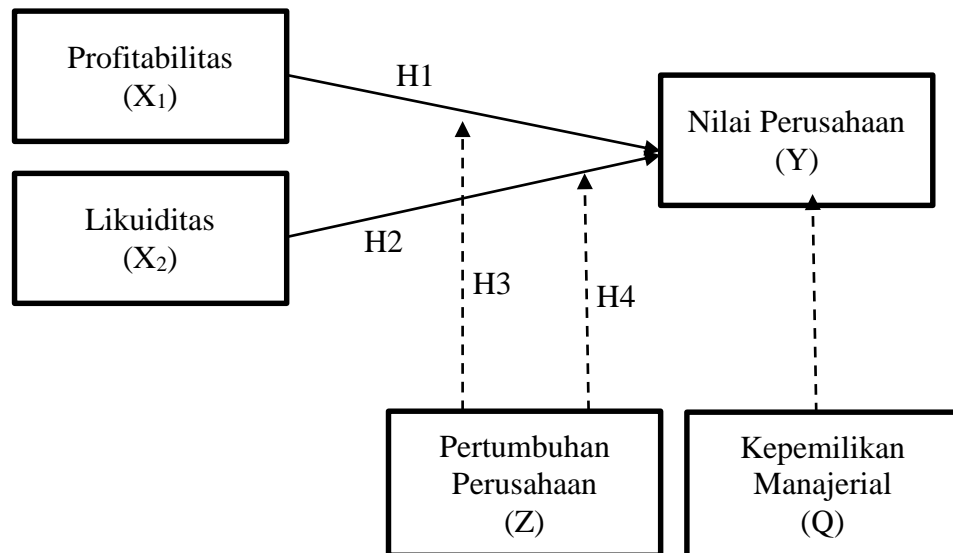 Profitabilitas
(X₁)
H1
Nilai Perusahaan
(Y)
Likuiditas
(X₂)
H2
H3
H4
Pertumbuhan
Perusahaan
(Z)
Kepemilikan
Manajerial
(Q)